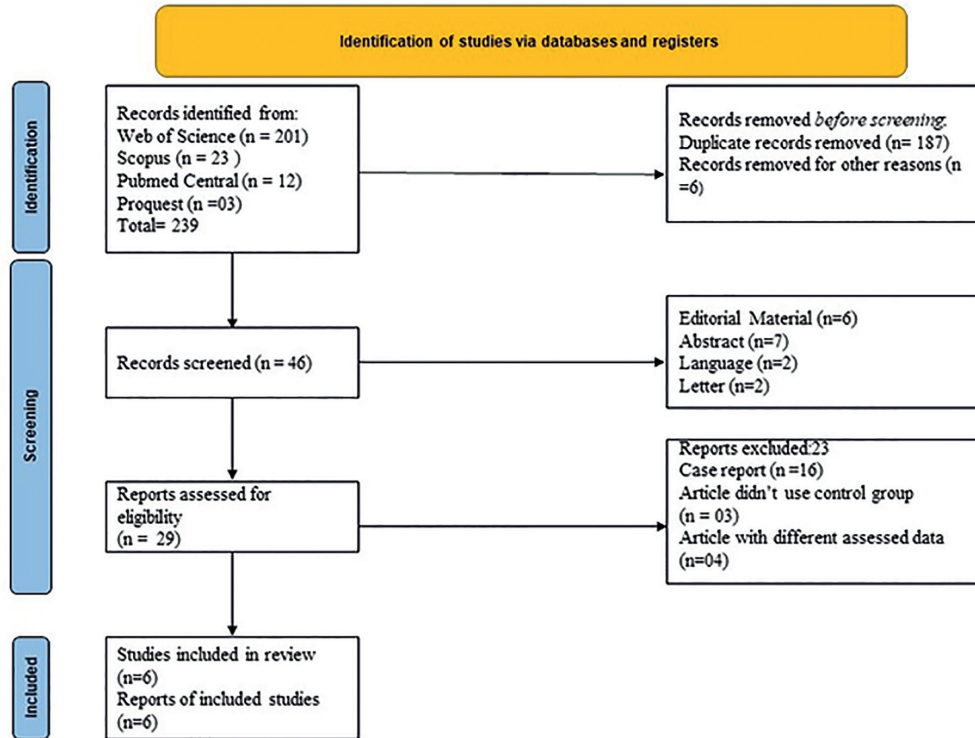 Identification of studies via databases and registers
Identification
Records identified from:
Web of Science (n = 201)
Scopus (n = 23 )
Pubmed Central (n = 12)
Proquest (n =03)
Total= 239
Records removed before screening:
Duplicate records removed (n= 187)
Records removed for other reasons (n
=6)
Screening
Records screened (n = 46)
Editorial Material (n=6)
Abstract (n=7)
Language (n=2)
Letter (n=2)
Reports assessed for
eligibility
(n = 29)
Reports excluded:23
Case report (n =16)
Article didn't use control group
(n = 03)
Article with different assessed data
(n=04)
Included
Studies included in review
(n=6)
Reports of included studies
(n=6)